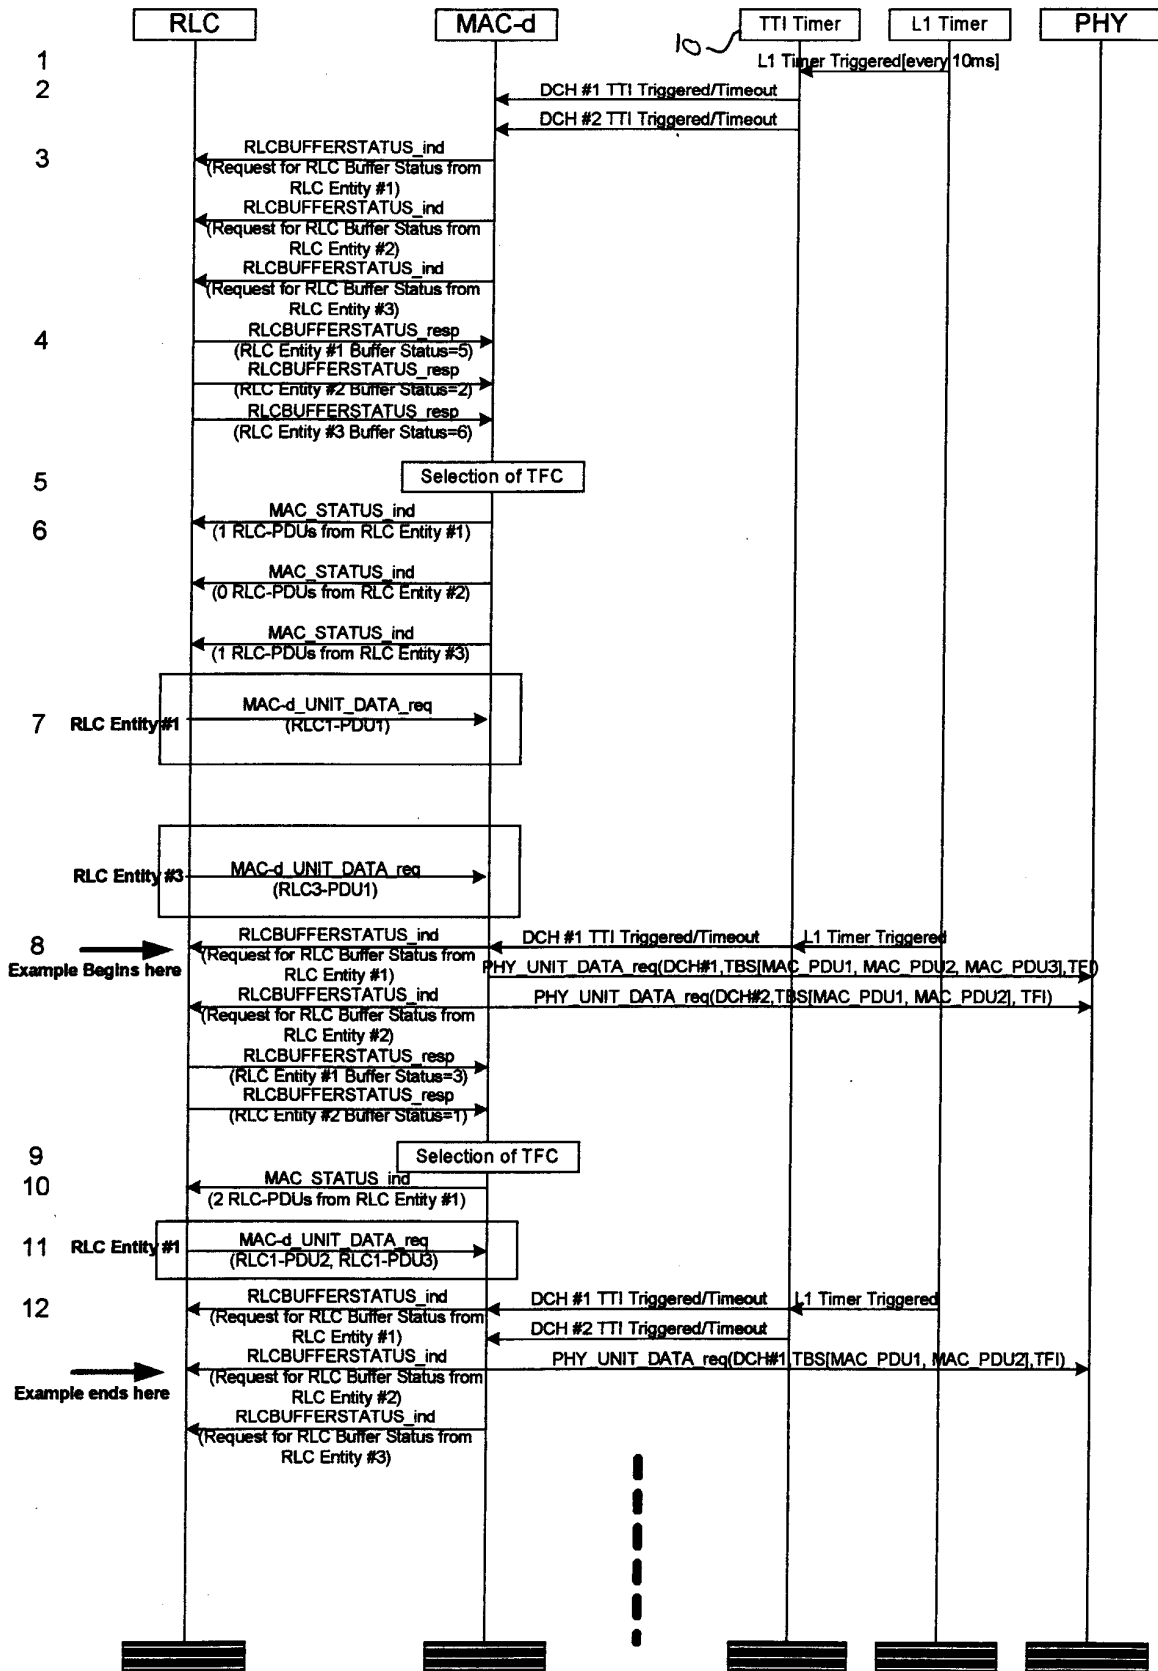 RLC
MAC-d
TTI Timer
L1 Timer
PHY
10
1
L1 Timer Triggered[every 10ms]
2
DCH #1 TTI Triggered/Timeout
DCH #2 TTI Triggered/Timeout
3
RLCBUFFERSTATUS_ind
(Request for RLC Buffer Status from
RLC Entity #1)
RLCBUFFERSTATUS_ind
(Request for RLC Buffer Status from
RLC Entity #2)
RLCBUFFERSTATUS_ind
(Request for RLC Buffer Status from
RLC Entity #3)
4
RLCBUFFERSTATUS_resp
(RLC Entity #1 Buffer Status=5)
RLCBUFFERSTATUS_resp
(RLC Entity #2 Buffer Status=2)
RLCBUFFERSTATUS_resp
(RLC Entity #3 Buffer Status=6)
5
Selection of TFC
6
MAC_STATUS_ind
(1 RLC-PDUs from RLC Entity #1)
MAC_STATUS_ind
(0 RLC-PDUs from RLC Entity #2)
MAC_STATUS_ind
(1 RLC-PDUs from RLC Entity #3)
7
RLC Entity #1
MAC-d_UNIT_DATA_req
(RLC1-PDU1)
RLC Entity #3
MAC-d_UNIT_DATA_req
(RLC3-PDU1)
8
Example Begins here
RLCBUFFERSTATUS_ind
(Request for RLC Buffer Status from
RLC Entity #1)
DCH #1 TTI Triggered/Timeout
L1 Timer Triggered
PHY_UNIT_DATA_req(DCH#1,TBS[MAC_PDU1, MAC_PDU2, MAC_PDU3],TFI)
RLCBUFFERSTATUS_ind
(Request for RLC Buffer Status from
RLC Entity #2)
PHY_UNIT_DATA_req(DCH#2,TBS[MAC_PDU1, MAC_PDU2], TFI)
RLCBUFFERSTATUS_resp
(RLC Entity #1 Buffer Status=3)
RLCBUFFERSTATUS_resp
(RLC Entity #2 Buffer Status=1)
9
Selection of TFC
10
MAC_STATUS_ind
(2 RLC-PDUs from RLC Entity #1)
11
RLC Entity #1
MAC-d_UNIT_DATA_req
(RLC1-PDU2, RLC1-PDU3)
12
RLCBUFFERSTATUS_ind
(Request for RLC Buffer Status from
RLC Entity #1)
DCH #1 TTI Triggered/Timeout
L1 Timer Triggered
DCH #2 TTI Triggered/Timeout
Example ends here
RLCBUFFERSTATUS_ind
(Request for RLC Buffer Status from
RLC Entity #2)
PHY_UNIT_DATA_req(DCH#1,TBS[MAC_PDU1, MAC_PDU2],TFI)
RLCBUFFERSTATUS_ind
(Request for RLC Buffer Status from
RLC Entity #3)